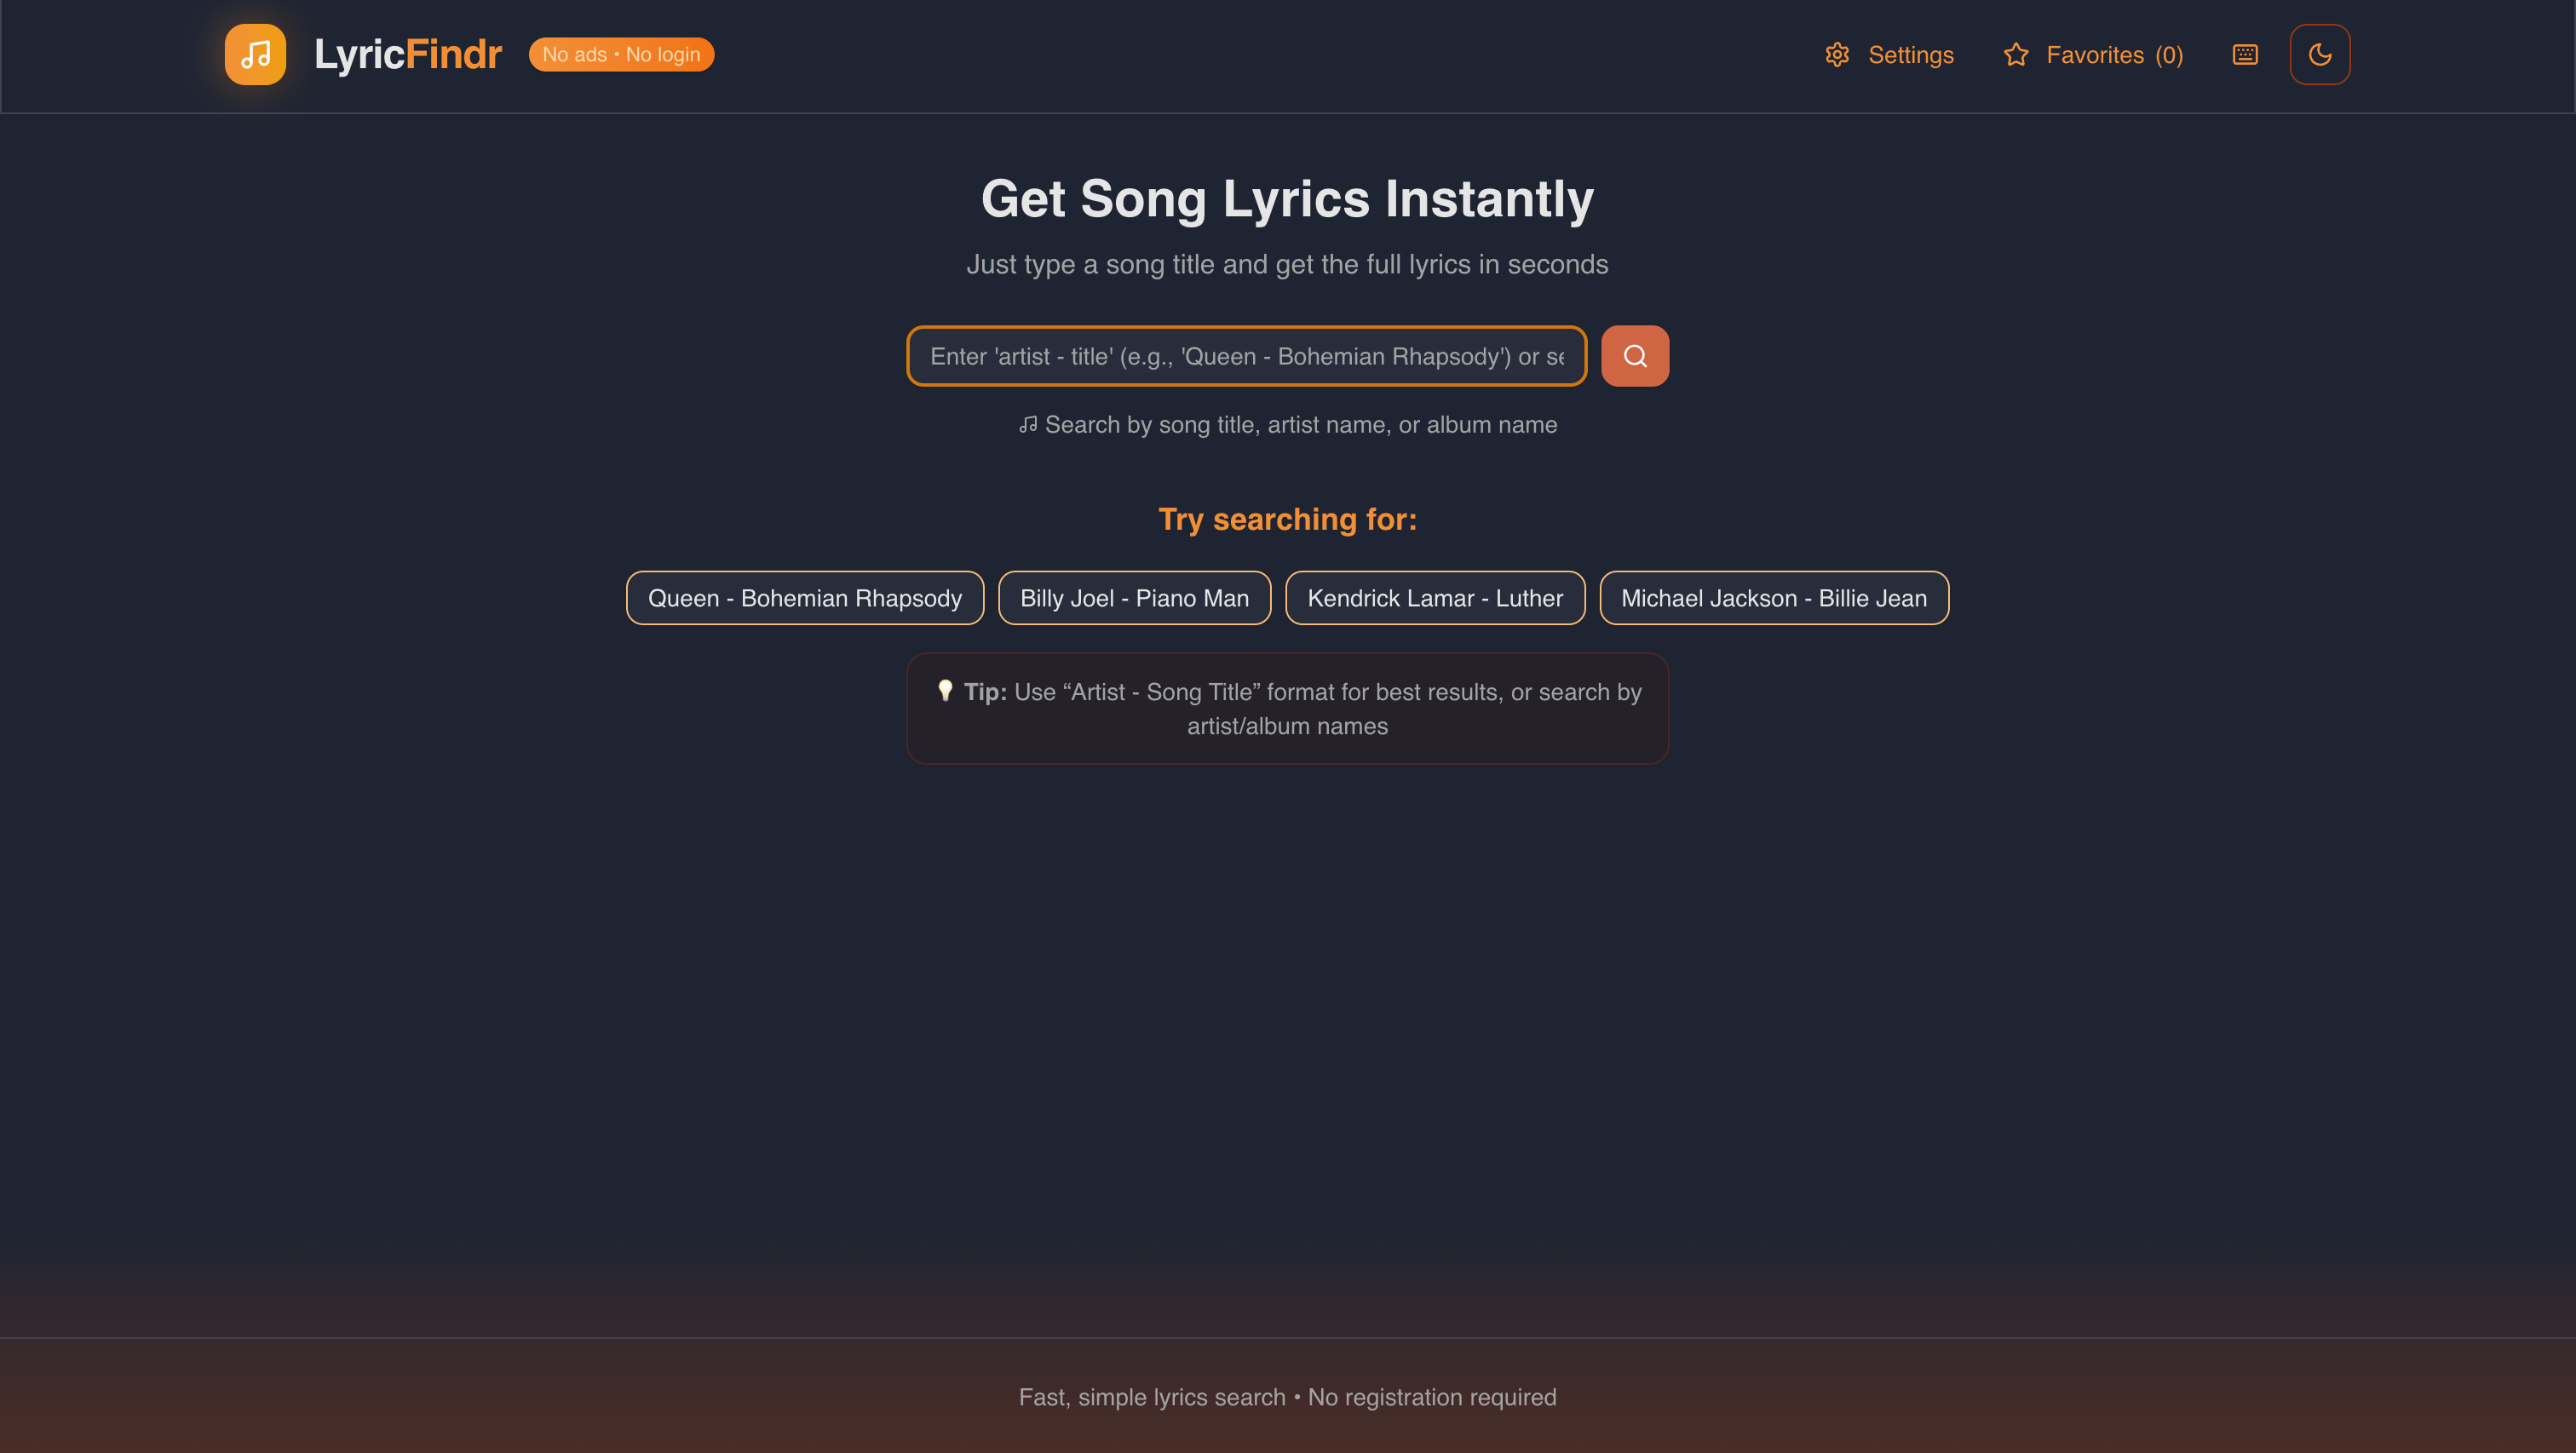 LyricFindr
No ads • No login
Settings
Favorites (0)
Get Song Lyrics Instantly
Just type a song title and get the full lyrics in seconds
Enter 'artist - title' (e.g., 'Queen - Bohemian Rhapsody') or
Search by song title, artist name, or album name
Try searching for:
Queen - Bohemian Rhapsody
Billy Joel - Piano Man
Kendrick Lamar - Luther
Michael Jackson - Billie Jean
Tip: Use “Artist - Song Title” format for best results, or search by
artist/album names
Fast, simple lyrics search • No registration required